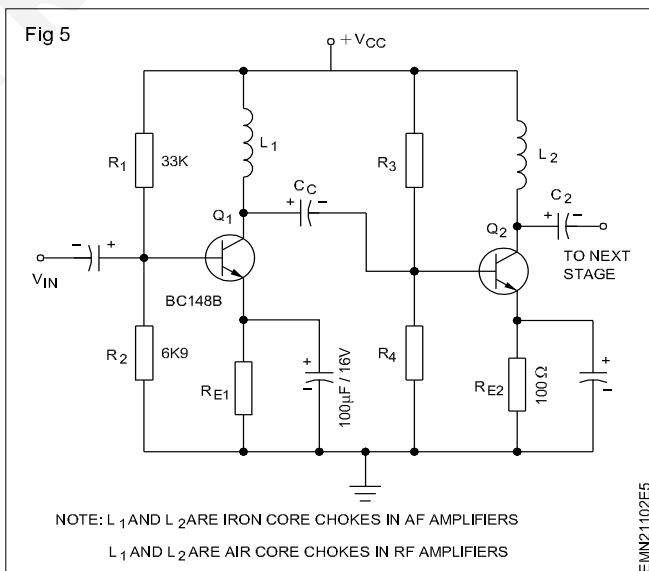 Fig 5
+ VCC
L1
L2
R1 33K
R3
CC
C2
+ −
+ −
Q1
Q2
− +
VIN
TO NEXT
STAGE
BC148B
R2 6K9
RE1
+
−
100µF / 16V
R4
RE2
100 Ω
+
−
NOTE: L1 AND L2 ARE IRON CORE CHOKES IN AF AMPLIFIERS
L1 AND L2 ARE AIR CORE CHOKES IN RF AMPLIFIERS
EMN21102E5